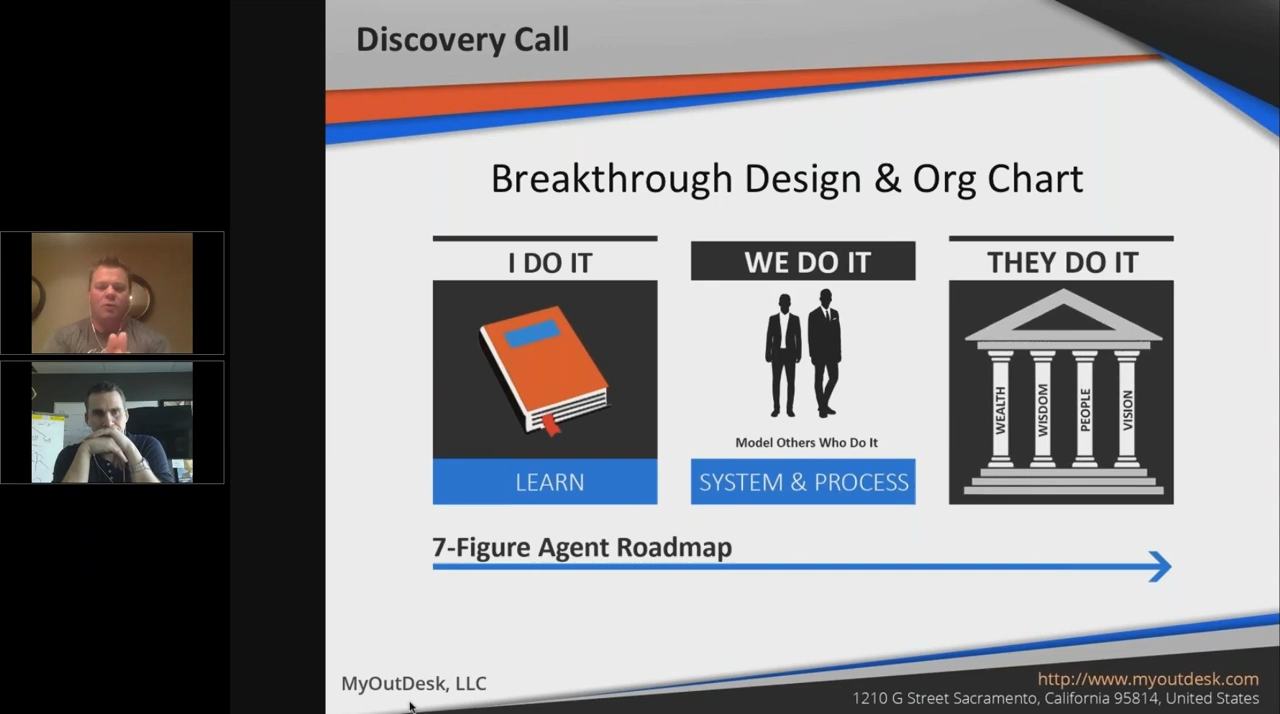 Discovery Call
Breakthrough Design & Org Chart
I DO IT
LEARN
WE DO IT
Model Others Who Do It
SYSTEM & PROCESS
THEY DO IT
WEALTH
WISDOM
PEOPLE
VISION
7-Figure Agent Roadmap
MyOutDesk, LLC
http://www.myoutdesk.com
1210 G Street Sacramento, California 95814, United States